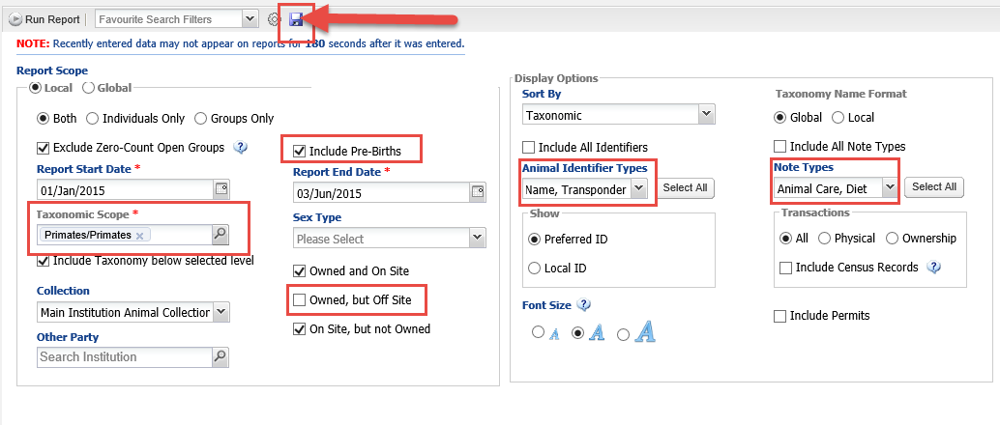 Run Report Favourite Search Filters
NOTE: Recently entered data may not appear on reports for 180 seconds after it was entered.
Report Scope
Local Global
Both Individuals Only Groups Only
Exclude Zero-Count Open Groups ?
Include Pre-Births
Report Start Date *
Report End Date *
01/Jan/2015
03/Jun/2015
Taxonomic Scope *
Sex Type
Primates/Primates x
Please Select
Include Taxonomy below selected level
Owned and On Site
Collection
Owned, but Off Site
Main Institution Animal Collection
On Site, but not Owned
Other Party
Search Institution
Display Options
Sort By
Taxonomic
Include All Identifiers
Animal Identifier Types
Name, Transponder Select All
Show
Preferred ID
Local ID
Font Size ?
A A A
Taxonomy Name Format
Global Local
Include All Note Types
Note Types
Animal Care, Diet Select All
Transactions
All Physical Ownership
Include Census Records ?
Include Permits